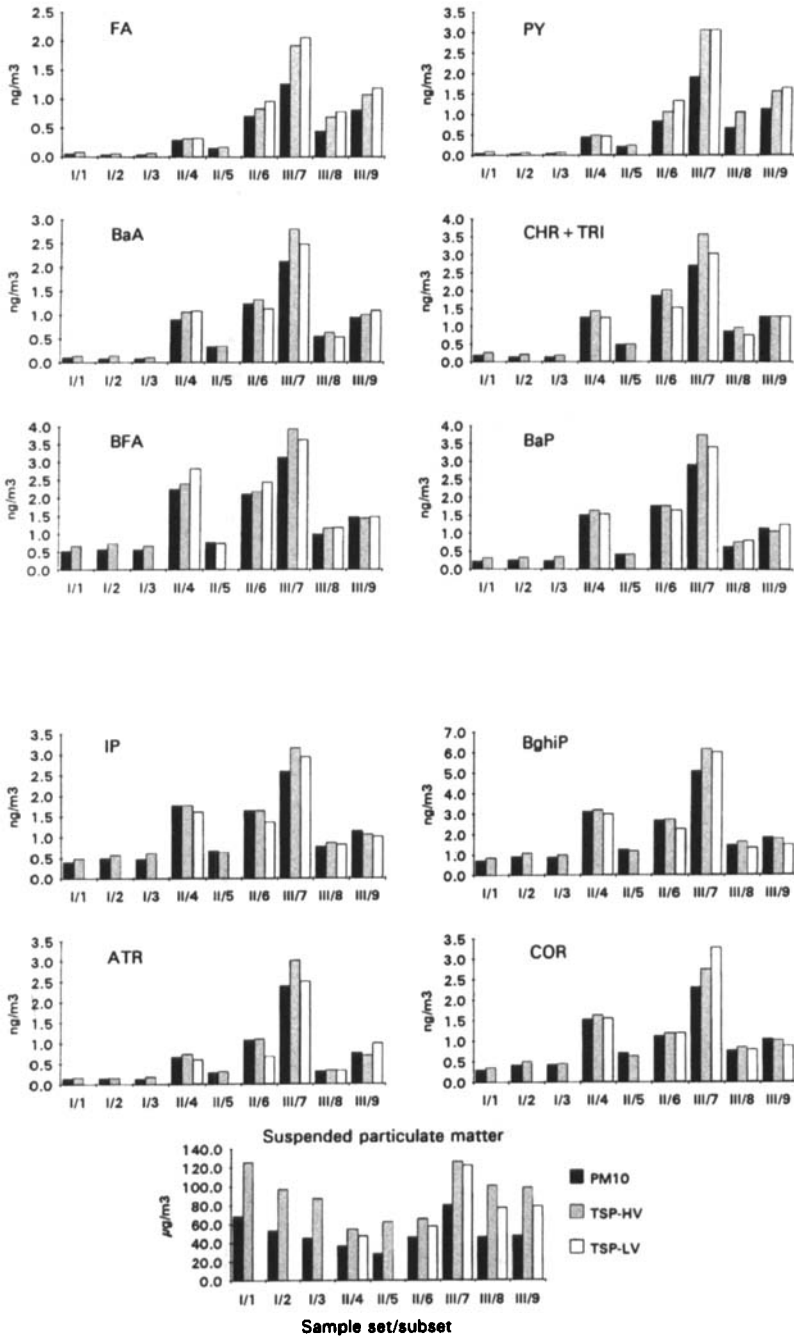 FA
2.5
2.0
1.5
1.0
0.5
0.0
ng/m3
I/1 I/2 I/3 II/4 II/5 II/6 III/7 III/8 III/9
PY
3.5
3.0
2.5
2.0
1.5
1.0
0.5
0.0
ng/m3
I/1 I/2 I/3 II/4 II/5 II/6 III/7 III/8 III/9
BaA
3.0
2.5
2.0
1.5
1.0
0.5
0.0
ng/m3
I/1 I/2 I/3 II/4 II/5 II/6 III/7 III/8 III/9
CHR + TRI
4.0
3.5
3.0
2.5
2.0
1.5
1.0
0.5
0.0
ng/m3
I/1 I/2 I/3 II/4 II/5 II/6 III/7 III/8 III/9
BFA
4.0
3.5
3.0
2.5
2.0
1.5
1.0
0.5
0.0
ng/m3
I/1 I/2 I/3 II/4 II/5 II/6 III/7 III/8 III/9
BaP
4.0
3.5
3.0
2.5
2.0
1.5
1.0
0.5
0.0
ng/m3
I/1 I/2 I/3 II/4 II/5 II/6 III/7 III/8 III/9
IP
3.5
3.0
2.5
2.0
1.5
1.0
0.5
0.0
ng/m3
I/1 I/2 I/3 II/4 II/5 II/6 III/7 III/8 III/9
BghiP
7.0
6.0
5.0
4.0
3.0
2.0
1.0
0.0
ng/m3
I/1 I/2 I/3 II/4 II/5 II/6 III/7 III/8 III/9
ATR
3.5
3.0
2.5
2.0
1.5
1.0
0.5
0.0
ng/m3
I/1 I/2 I/3 II/4 II/5 II/6 III/7 III/8 III/9
COR
3.5
3.0
2.5
2.0
1.5
1.0
0.5
0.0
ng/m3
I/1 I/2 I/3 II/4 II/5 II/6 III/7 III/8 III/9
Suspended particulate matter
140.0
120.0
100.0
80.0
60.0
40.0
20.0
0.0
µg/m3
I/1 I/2 I/3 II/4 II/5 II/6 III/7 III/8 III/9
PM10
TSP-HV
TSP-LV
Sample set/subset